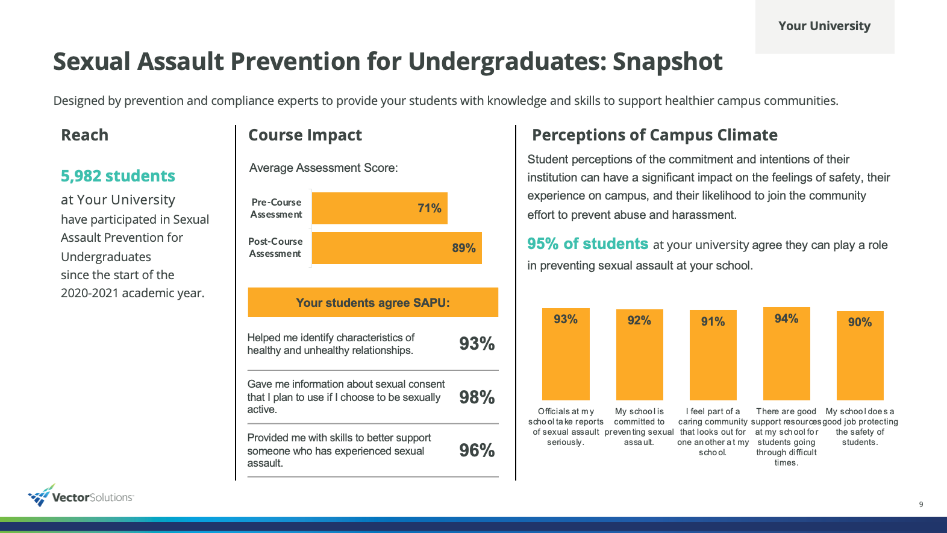 Your University
Sexual Assault Prevention for Undergraduates: Snapshot
Designed by prevention and compliance experts to provide your students with knowledge and skills to support healthier campus communities.
Reach
5,982 students
at Your University
have participated in Sexual
Assault Prevention for
Undergraduates
since the start of the
2020-2021 academic year.
Course Impact
Average Assessment Score:
Pre-Course
Assessment
71%
Post-Course
Assessment
89%
Your students agree SAPU:
Helped me identify characteristics of
healthy and unhealthy relationships.
93%
Gave me information about sexual consent
that I plan to use if I choose to be sexually
active.
98%
Provided me with skills to better support
someone who has experienced sexual
assault.
96%
Perceptions of Campus Climate
Student perceptions of the commitment and intentions of their
institution can have a significant impact on the feelings of safety, their
experience on campus, and their likelihood to join the community
effort to prevent abuse and harassment.
95% of students at your university agree they can play a role
in preventing sexual assault at your school.
93%
Officials at my
school take reports
of sexual assault
seriously.
92%
My school is
committed to
preventing sexual
assault.
91%
I feel part of a
caring community
that looks out for
one another at my
school.
94%
There are good
support resources
at my school for
students going
through difficult
times.
90%
My school does a
good job protecting
the safety of
students.
VectorSolutions
9